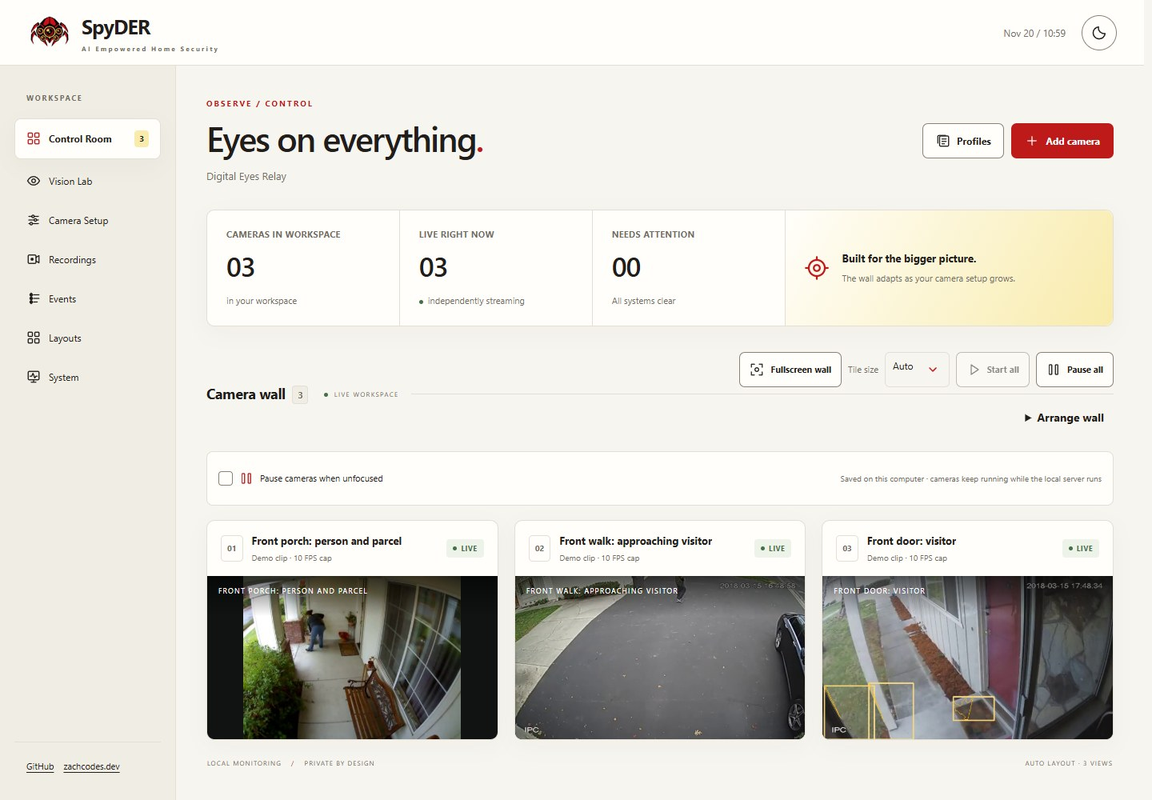 SpyDER
AI Empowered Home Security
Nov 20 / 10:59
WORKSPACE
Control Room 3
Vision Lab
Camera Setup
Recordings
Events
Layouts
System
GitHub zachcodes.dev
OBSERVE / CONTROL
Eyes on everything.
Digital Eyes Relay
Profiles
Add camera
CAMERAS IN WORKSPACE
03
in your workspace
LIVE RIGHT NOW
03
independently streaming
NEEDS ATTENTION
00
All systems clear
Built for the bigger picture.
The wall adapts as your camera setup grows.
Fullscreen wall Tile size Auto Start all Pause all
Camera wall 3 LIVE WORKSPACE
Arrange wall
Pause cameras when unfocused
Saved on this computer · cameras keep running while the local server runs
01 Front porch: person and parcel LIVE
Demo clip · 10 FPS cap
FRONT PORCH: PERSON AND PARCEL
02 Front walk: approaching visitor LIVE
Demo clip · 10 FPS cap
FRONT WALK: APPROACHING VISITOR
IPC
03 Front door: visitor LIVE
Demo clip · 10 FPS cap
2018-03-15 17:48:34
FRONT DOOR: VISITOR
IPC
LOCAL MONITORING / PRIVATE BY DESIGN
AUTO LAYOUT · 3 VIEWS